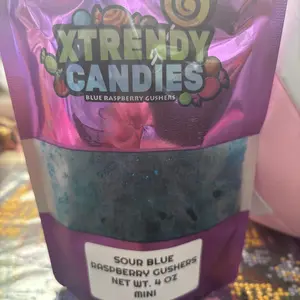 XTRENDY
CANDIES
BLUE RASPBERRY GUSHERS
SOUR BLUE
RASPBERRY GUSHERS
NET WT. 4 OZ
MINI